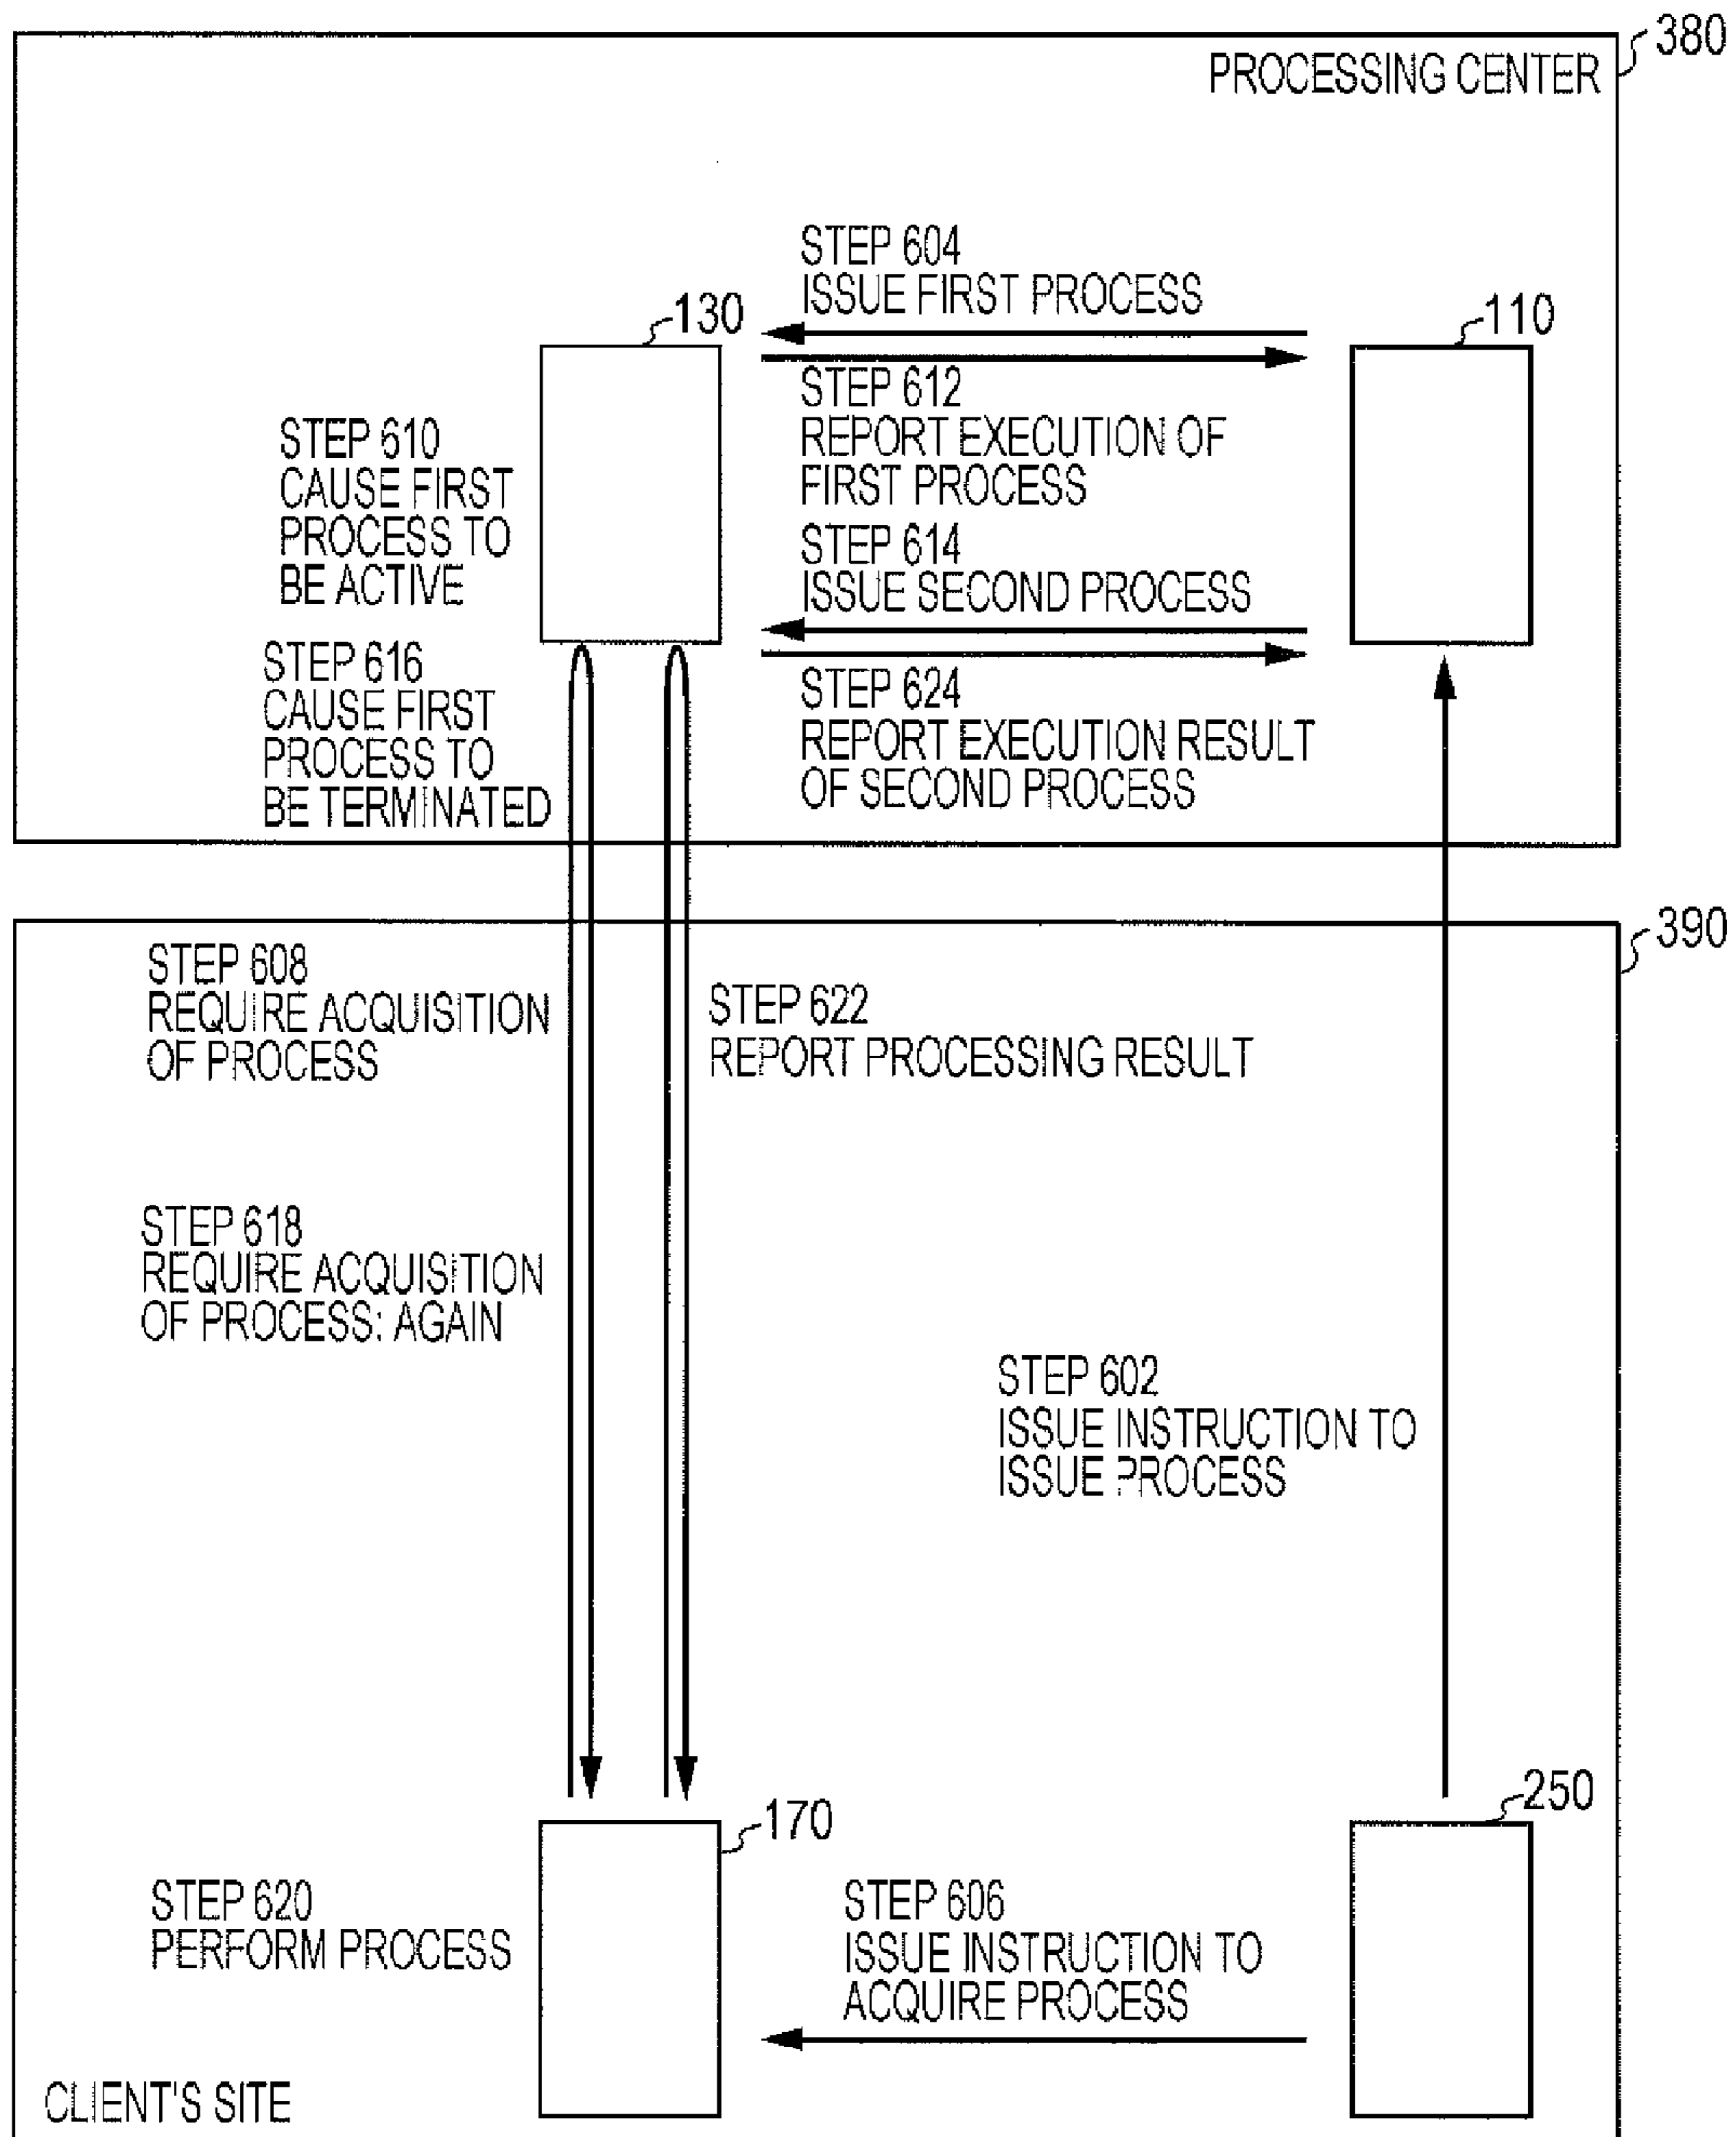 380
PROCESSING CENTER
STEP 604
ISSUE FIRST PROCESS
130
110
STEP 612
REPORT EXECUTION OF
FIRST PROCESS
STEP 610
CAUSE FIRST
PROCESS TO
BE ACTIVE
STEP 614
ISSUE SECOND PROCESS
STEP 616
CAUSE FIRST
PROCESS TO
BE TERMINATED
STEP 624
REPORT EXECUTION RESULT
OF SECOND PROCESS
390
STEP 608
REQUIRE ACQUISITION
OF PROCESS
STEP 622
REPORT PROCESSING RESULT
STEP 618
REQUIRE ACQUISITION
OF PROCESS: AGAIN
STEP 602
ISSUE INSTRUCTION TO
ISSUE PROCESS
170
250
STEP 620
PERFORM PROCESS
STEP 606
ISSUE INSTRUCTION TO
ACQUIRE PROCESS
CLIENT'S SITE